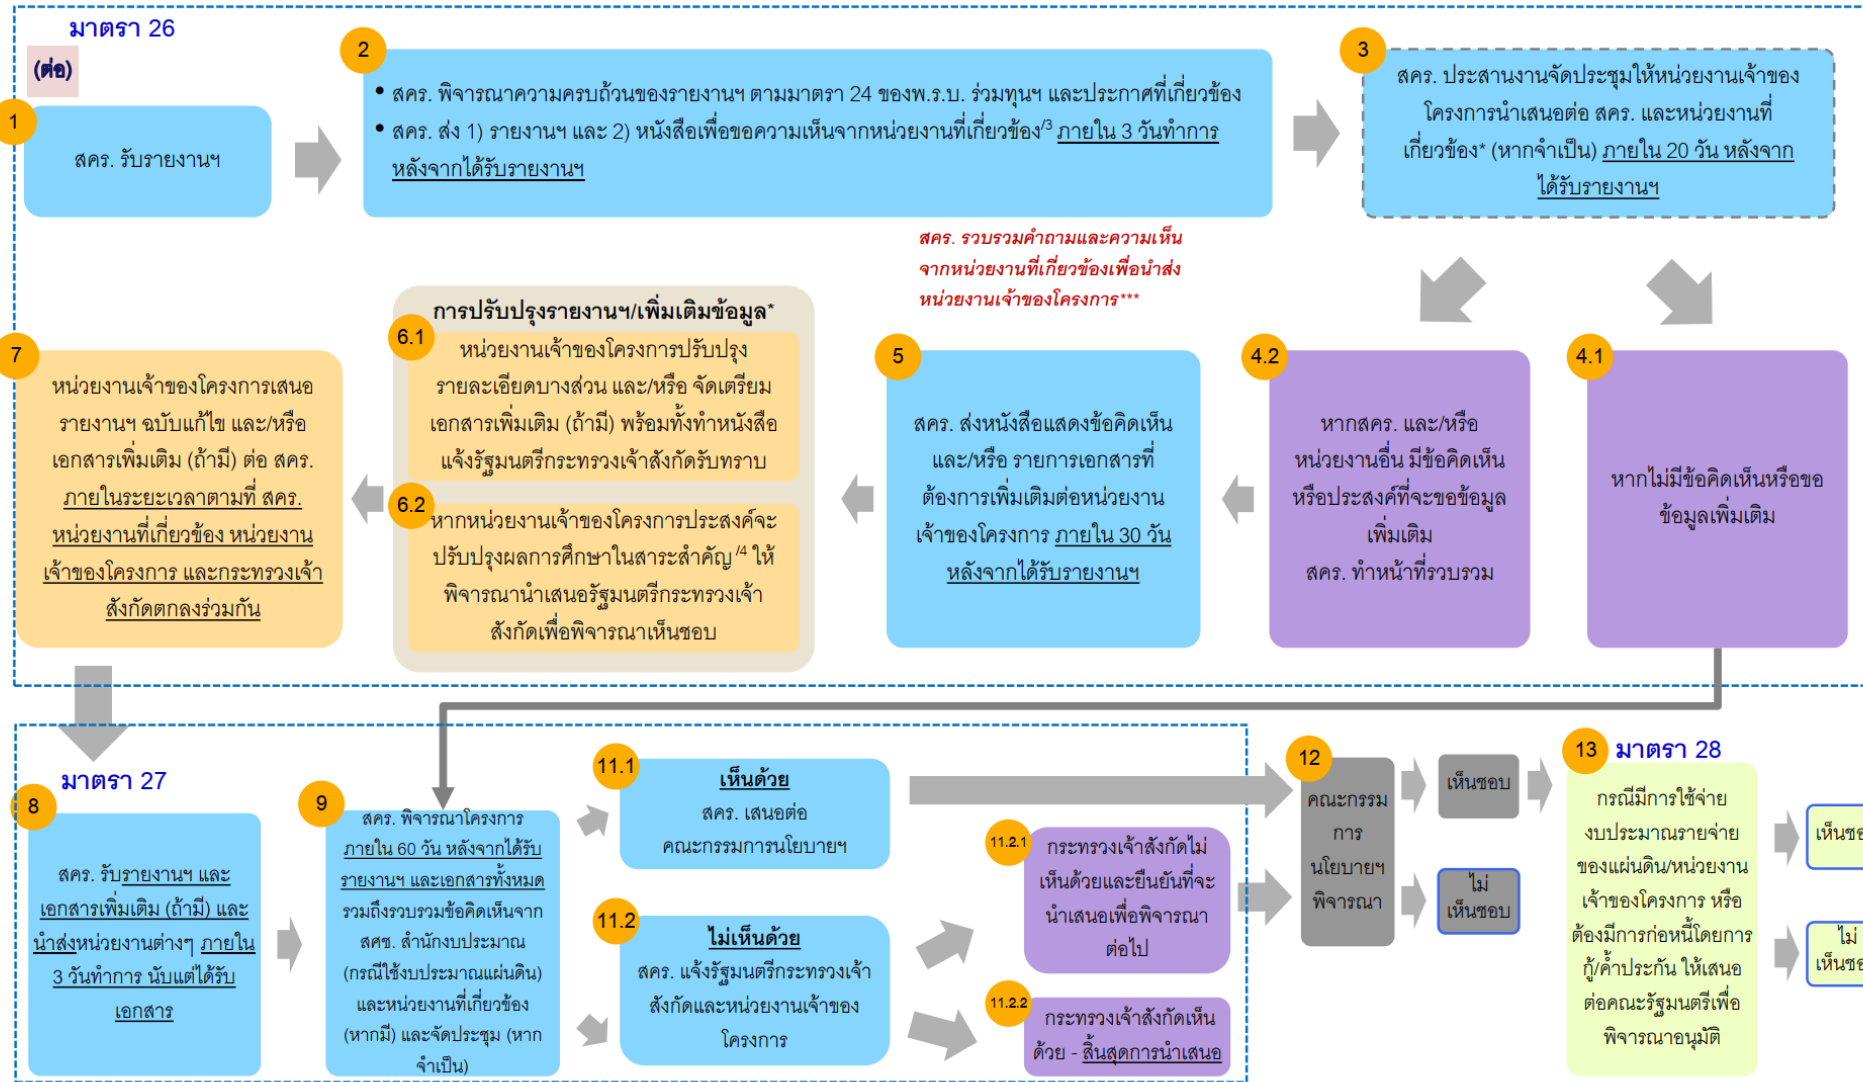 มาตรา 26
(ต่อ)
1
สคร. รับรายงานฯ
2
• สคร. พิจารณาความครบถ้วนของรายงานฯ ตามมาตรา 24 ของพ.ร.บ. ร่วมทุนฯ และประกาศที่เกี่ยวข้อง
• สคร. ส่ง 1) รายงานฯ และ 2) หนังสือเพื่อขอความเห็นจากหน่วยงานที่เกี่ยวข้อง/3 ภายใน 3 วันทำการ
หลังจากได้รับรายงานฯ
3
สคร. ประสานงานจัดประชุมให้หน่วยงานเจ้าของ
โครงการนำเสนอต่อ สคร. และหน่วยงานที่
เกี่ยวข้อง* (หากจำเป็น) ภายใน 20 วัน หลังจาก
ได้รับรายงานฯ
สคร. รวบรวมคำถามและความเห็น
จากหน่วยงานที่เกี่ยวข้องเพื่อนำส่ง
หน่วยงานเจ้าของโครงการ***
4.1
หากไม่มีข้อคิดเห็นหรือขอ
ข้อมูลเพิ่มเติม
4.2
หากสคร. และ/หรือ
หน่วยงานอื่น มีข้อคิดเห็น
หรือประสงค์ที่จะขอข้อมูล
เพิ่มเติม
สคร. ทำหน้าที่รวบรวม
5
สคร. ส่งหนังสือแสดงข้อคิดเห็น
และ/หรือ รายการเอกสารที่
ต้องการเพิ่มเติมต่อหน่วยงาน
เจ้าของโครงการ ภายใน 30 วัน
หลังจากได้รับรายงานฯ
การปรับปรุงรายงานฯ/เพิ่มเติมข้อมูล*
6.1
หน่วยงานเจ้าของโครงการปรับปรุง
รายละเอียดบางส่วน และ/หรือ จัดเตรียม
เอกสารเพิ่มเติม (ถ้ามี) พร้อมทั้งทำหนังสือ
แจ้งรัฐมนตรีกระทรวงเจ้าสังกัดรับทราบ
6.2
หากหน่วยงานเจ้าของโครงการประสงค์จะ
ปรับปรุงผลการศึกษาในสาระสำคัญ/4 ให้
พิจารณานำเสนอรัฐมนตรีกระทรวงเจ้า
สังกัดเพื่อพิจารณาเห็นชอบ
7
หน่วยงานเจ้าของโครงการเสนอ
รายงานฯ ฉบับแก้ไข และ/หรือ
เอกสารเพิ่มเติม (ถ้ามี) ต่อ สคร.
ภายในระยะเวลาตามที่ สคร.
หน่วยงานที่เกี่ยวข้อง หน่วยงาน
เจ้าของโครงการ และกระทรวงเจ้า
สังกัดตกลงร่วมกัน
มาตรา 27
8
สคร. รับรายงานฯ และ
เอกสารเพิ่มเติม (ถ้ามี) และ
นำส่งหน่วยงานต่างๆ ภายใน
3 วันทำการ นับแต่ได้รับ
เอกสาร
9
สคร. พิจารณาโครงการ
ภายใน 60 วัน หลังจากได้รับ
รายงานฯ และเอกสารทั้งหมด
รวมถึงรวบรวมข้อคิดเห็นจาก
สศช. สำนักงบประมาณ
(กรณีใช้งบประมาณแผ่นดิน)
และหน่วยงานที่เกี่ยวข้อง
(หากมี) และจัดประชุม (หาก
จำเป็น)
11.1
เห็นด้วย
สคร. เสนอต่อ
คณะกรรมการนโยบายฯ
11.2
ไม่เห็นด้วย
สคร. แจ้งรัฐมนตรีกระทรวงเจ้า
สังกัดและหน่วยงานเจ้าของ
โครงการ
11.2.1
กระทรวงเจ้าสังกัดไม่
เห็นด้วยและยืนยันที่จะ
นำเสนอเพื่อพิจารณา
ต่อไป
11.2.2
กระทรวงเจ้าสังกัดเห็น
ด้วย - สิ้นสุดการนำเสนอ
12
คณะกรรม
การ
นโยบายฯ
พิจารณา
เห็นชอบ
ไม่
เห็นชอบ
13
มาตรา 28
กรณีมีการใช้จ่าย
งบประมาณรายจ่าย
ของแผ่นดิน/หน่วยงาน
เจ้าของโครงการ หรือ
ต้องมีการก่อหนี้โดยการ
กู้/ค้ำประกัน ให้เสนอ
ต่อคณะรัฐมนตรีเพื่อ
พิจารณาอนุมัติ
เห็นชอ
ไม่
เห็นชอ